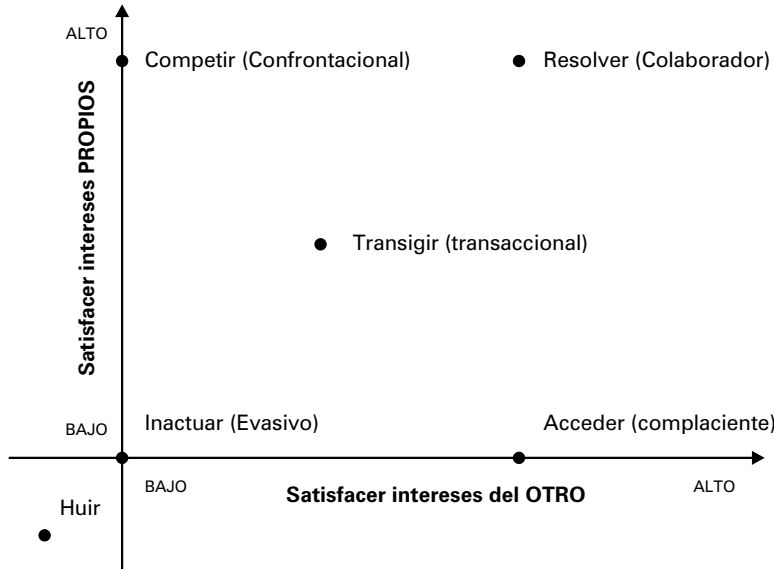 ALTO
Competir (Confrontacional)
Resolver (Colaborador)
Satisfacer intereses PROPIOS
Transigir (transaccional)
BAJO
Inactuar (Evasivo)
Acceder (complaciente)
BAJO
Satisfacer intereses del OTRO
ALTO
Huir